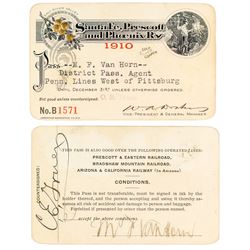 Santa Fe, Prescott
and Phoenix Ry
1910
Pass --M. F. Van Horn--
District Pass. Agent
Penn. Lines West of Pittsburg
UNTIL DECEMBER 31ST UNLESS OTHERWISE ORDERED.
Not good unless countersigned.
No. B1571
VICE PRESIDENT & GENERAL MANAGER
THIS PASS IS ALSO GOOD OVER THE FOLLOWING OPERATED LINES:
PRESCOTT & EASTERN RAILROAD,
BRADSHAW MOUNTAIN RAILROAD,
ARIZONA & CALIFORNIA RAILWAY (In Arizona)
CONDITIONS.
This Pass is not transferable, must be signed in ink by the
holder thereof, and the person accepting and using it thereby
assumes all risk of accident and damage to person and baggage.
Forfeited if presented by other than the person named.
accept the above conditions.
COUNTERSIGNED: